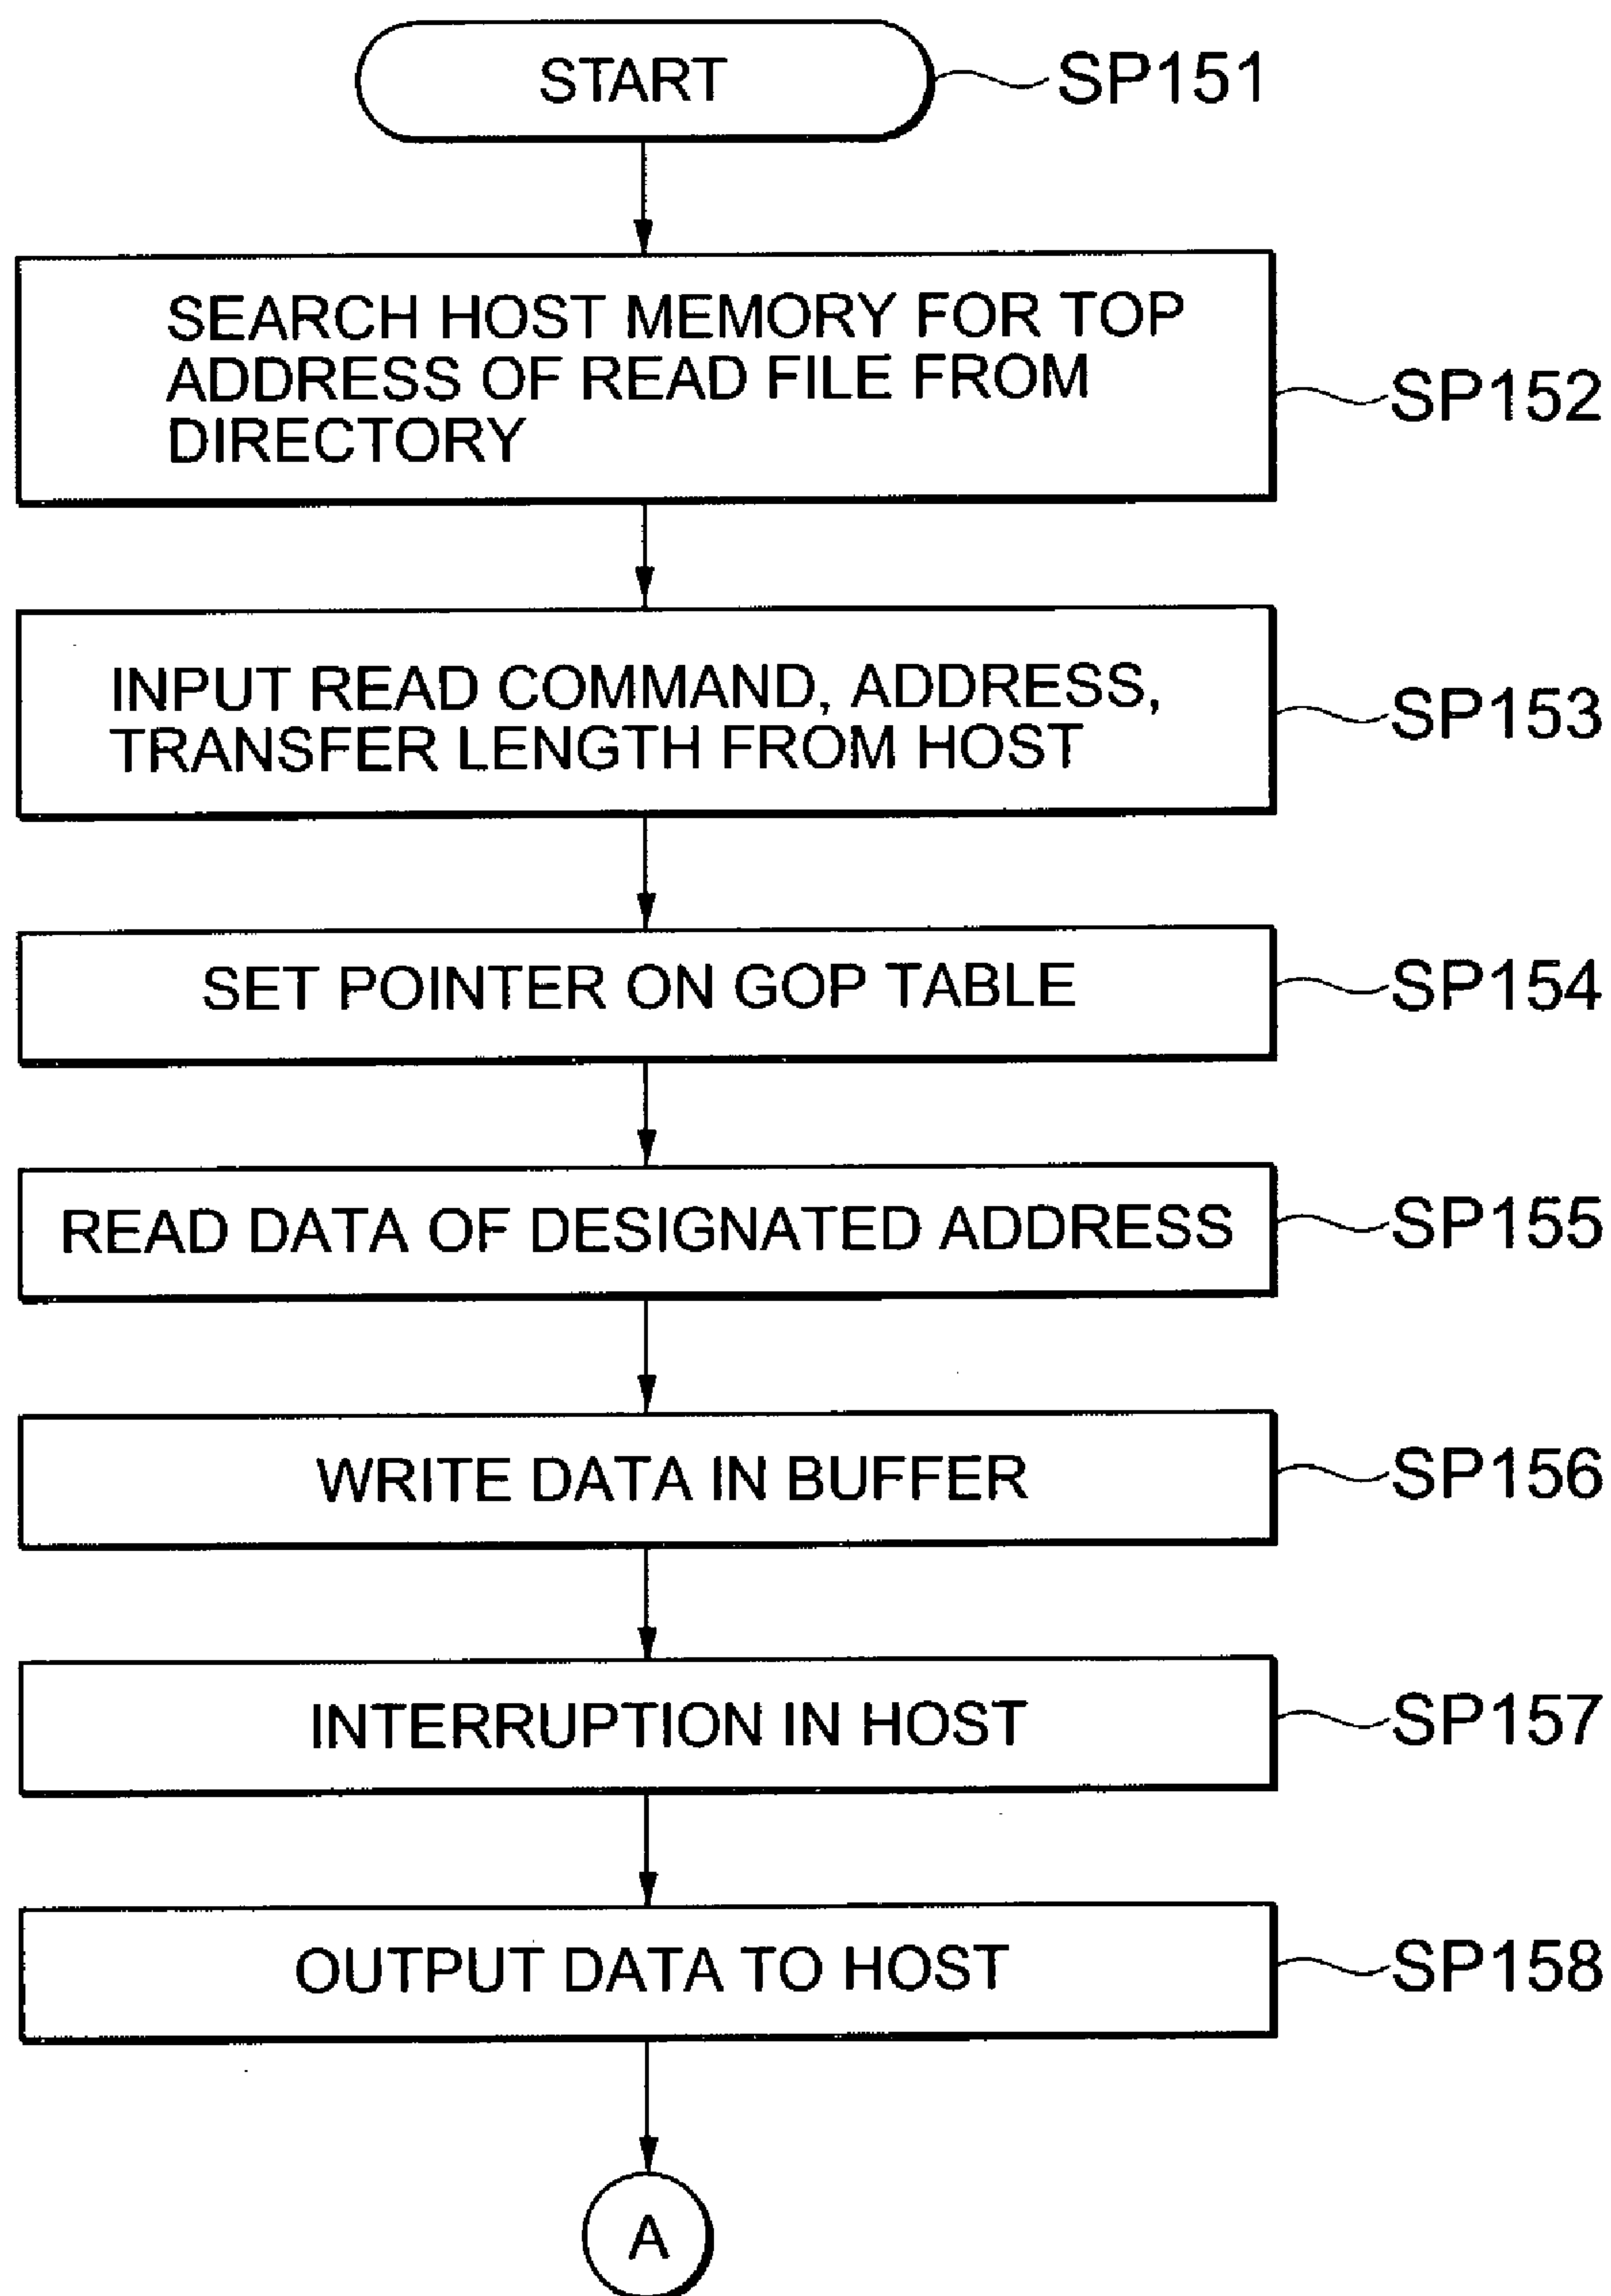 START
SP151
SEARCH HOST MEMORY FOR TOP
ADDRESS OF READ FILE FROM
DIRECTORY
SP152
INPUT READ COMMAND, ADDRESS,
TRANSFER LENGTH FROM HOST
SP153
SET POINTER ON GOP TABLE
SP154
READ DATA OF DESIGNATED ADDRESS
SP155
WRITE DATA IN BUFFER
SP156
INTERRUPTION IN HOST
SP157
OUTPUT DATA TO HOST
SP158
A